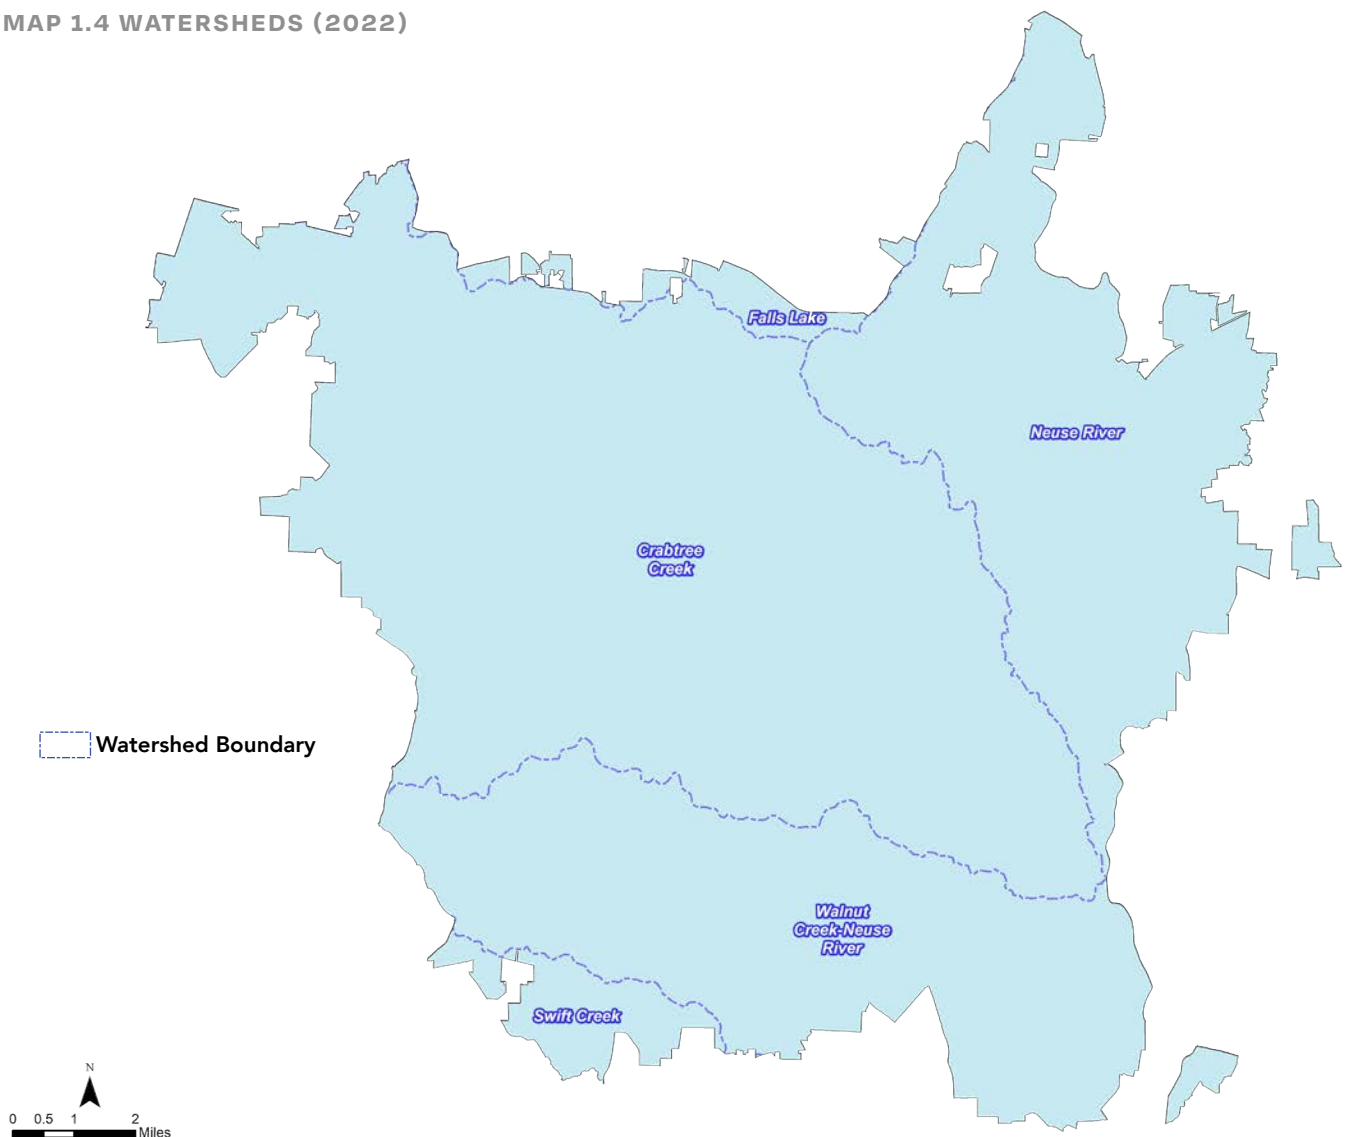 MAP 1.4 WATERSHEDS (2022)
Falls Lake
Neuse River
Crabtree
Creek
Watershed Boundary
Walnut
Creek-Neuse
River
Swift Creek
N
0 0.5 1 2
Miles